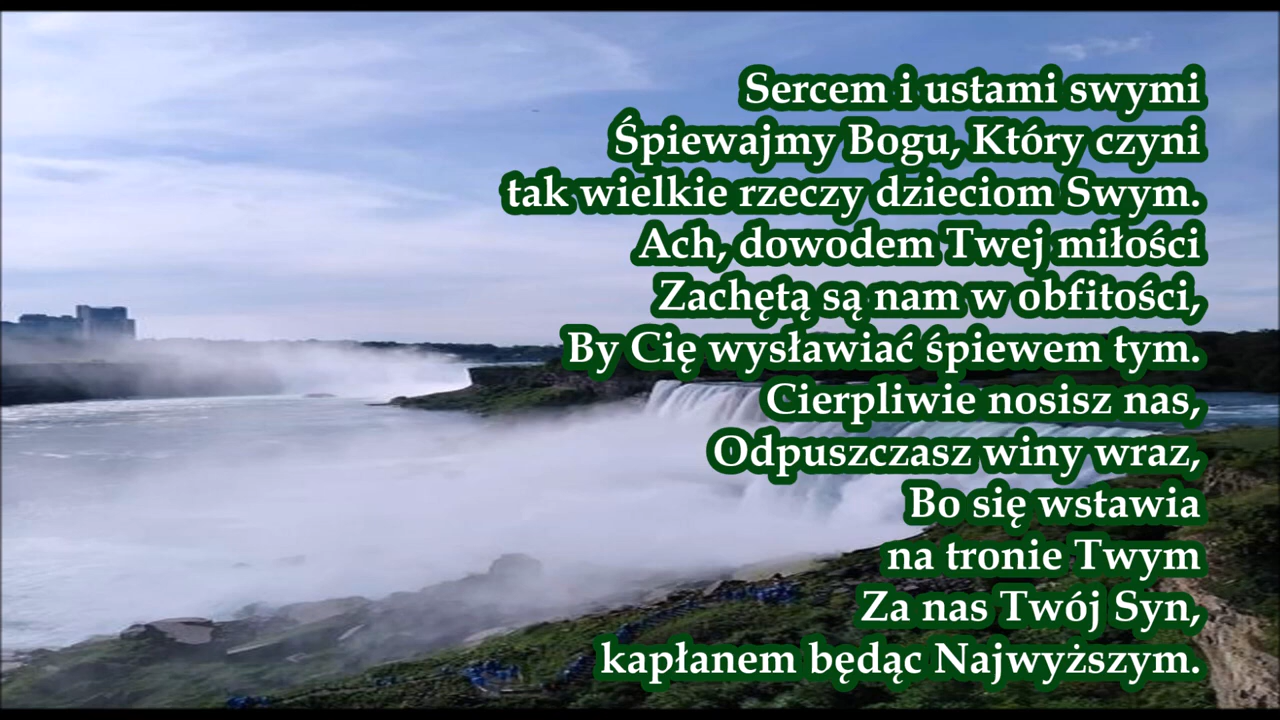 Sercem i ustami swymi
Śpiewajmy Bogu, Który czyni
tak wielkie rzeczy dzieciom Swym.
Ach, dowodem Twej miłości
Zachętą są nam w obfitości,
By Cię wysławiać śpiewem tym.
Cierpliwie nosisz nas,
Odpuszczasz winy wraz,
Bo się wstawia
na tronie Twym
Za nas Twój Syn,
kapłanem będąc Najwyższym.